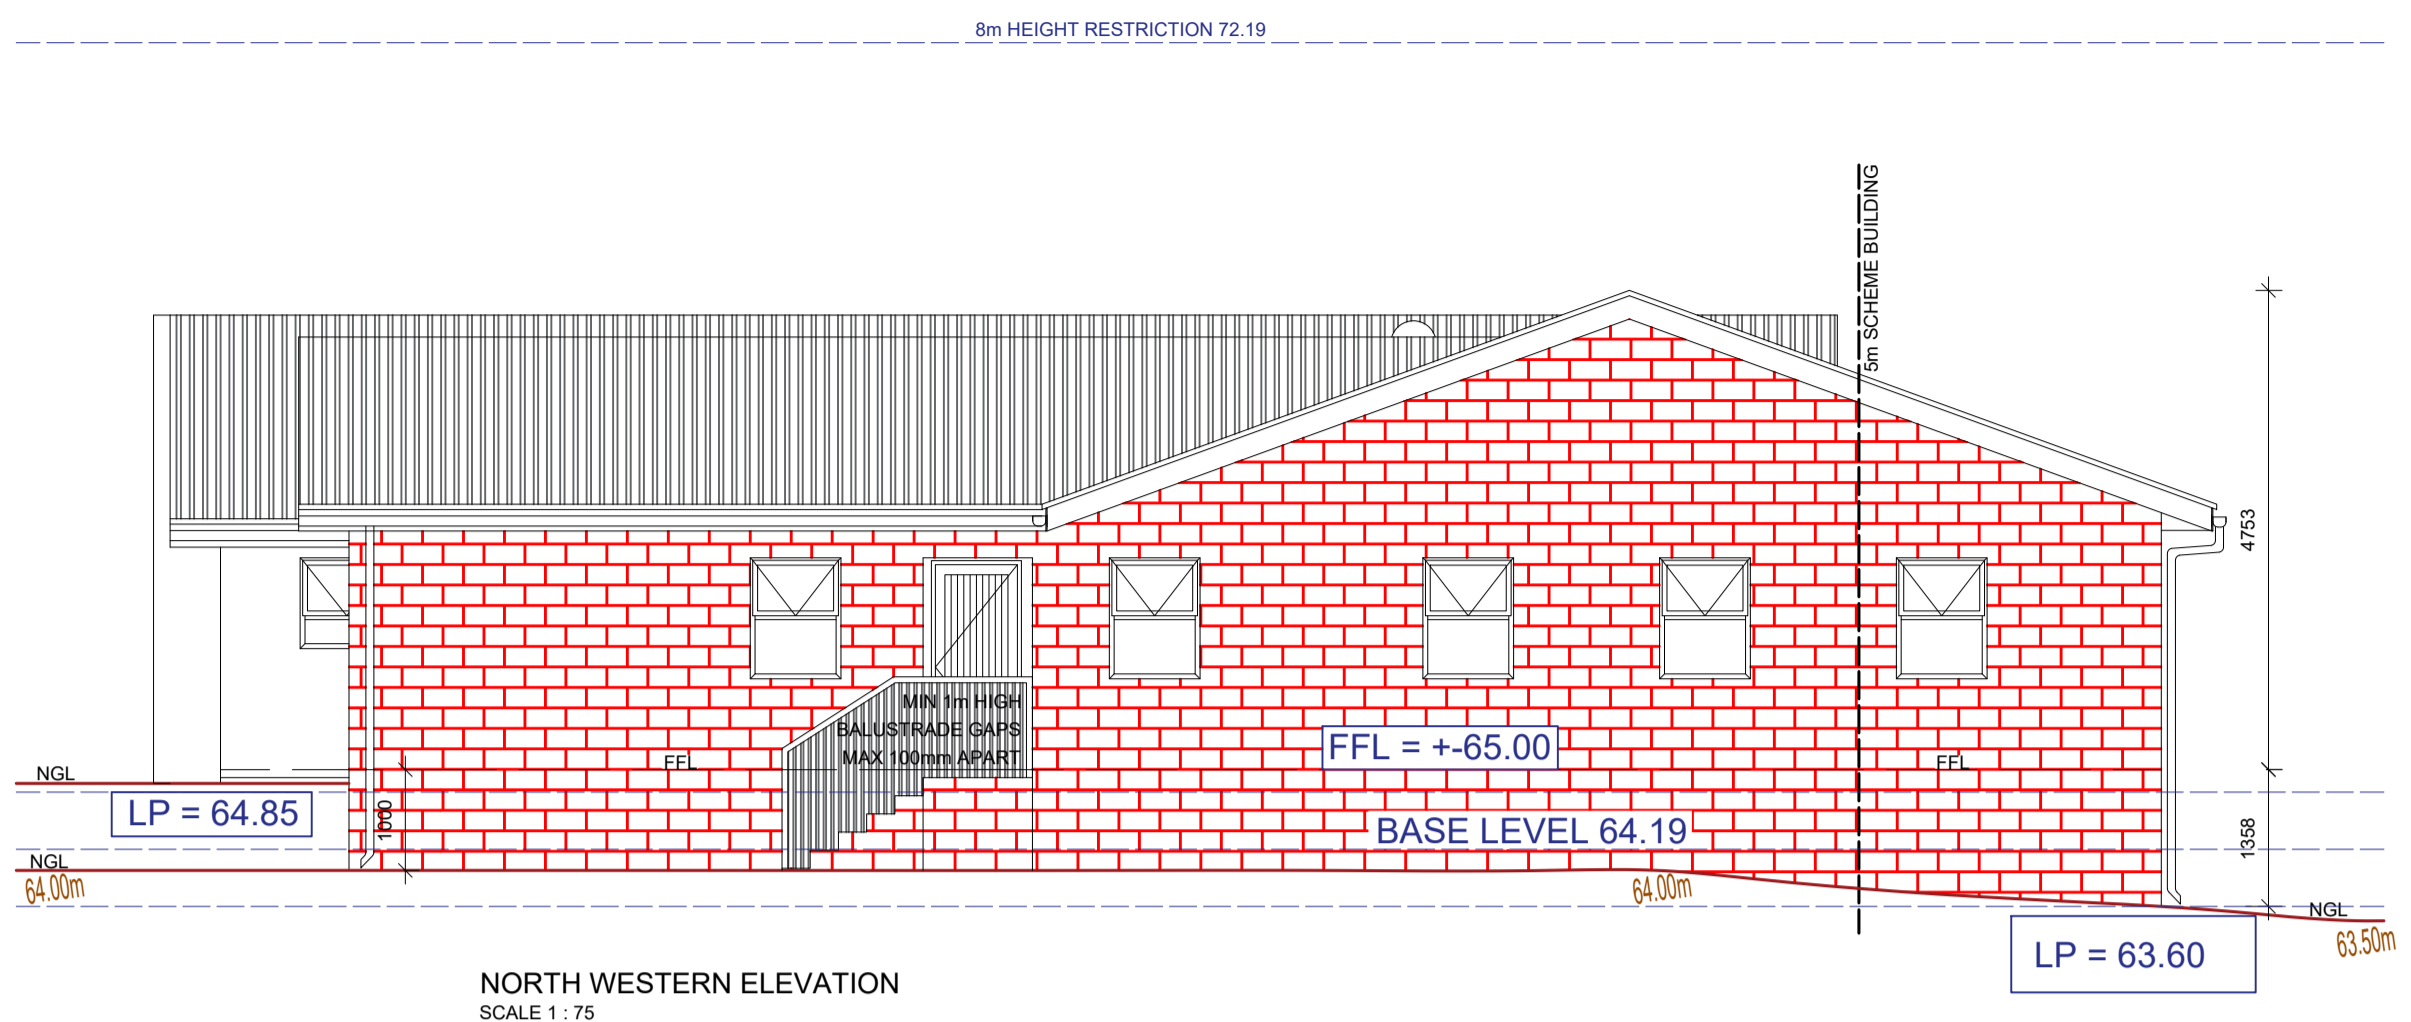 8m HEIGHT RESTRICTION 72.19
5m SCHEME BUILDING
4753
MIN 1m HIGH
BALUSTRADE GAPS
MAX 100mm APART
FFL
FFL = +-65.00
FFL
NGL
LP = 64.85
1000
BASE LEVEL 64.19
1358
NGL
64.00m
64.00m
NGL
LP = 63.60
63.50m
NORTH WESTERN ELEVATION
SCALE 1 : 75